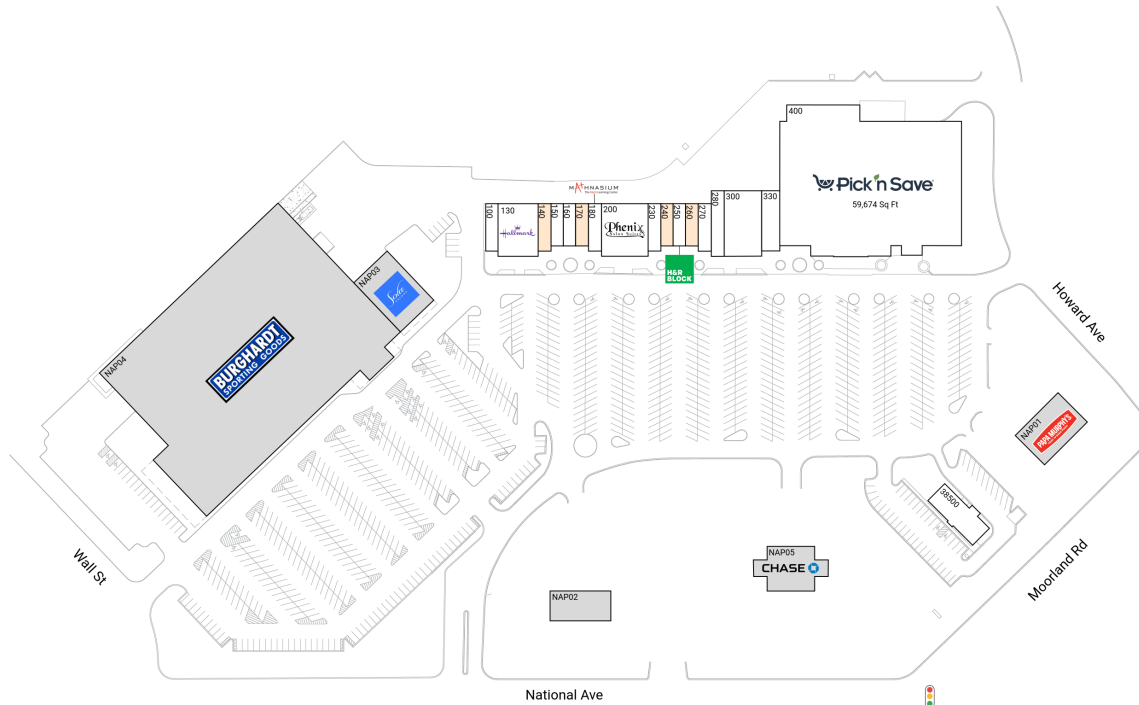 400
Pick 'n Save
59,674 Sq Ft
MATHNASIUM
100
130
Hallmark
140
150
160
170
180
200
Phenix
Salon Suites
230
240
250
260
270
280
300
330
H&R
BLOCK
NAP03
NAP04
BURGHARDT
SPORTING GOODS
Howard Ave
NAP01
PAPA MURPHY'S
38500
Wall St
Moorland Rd
NAP05
CHASE
NAP02
National Ave